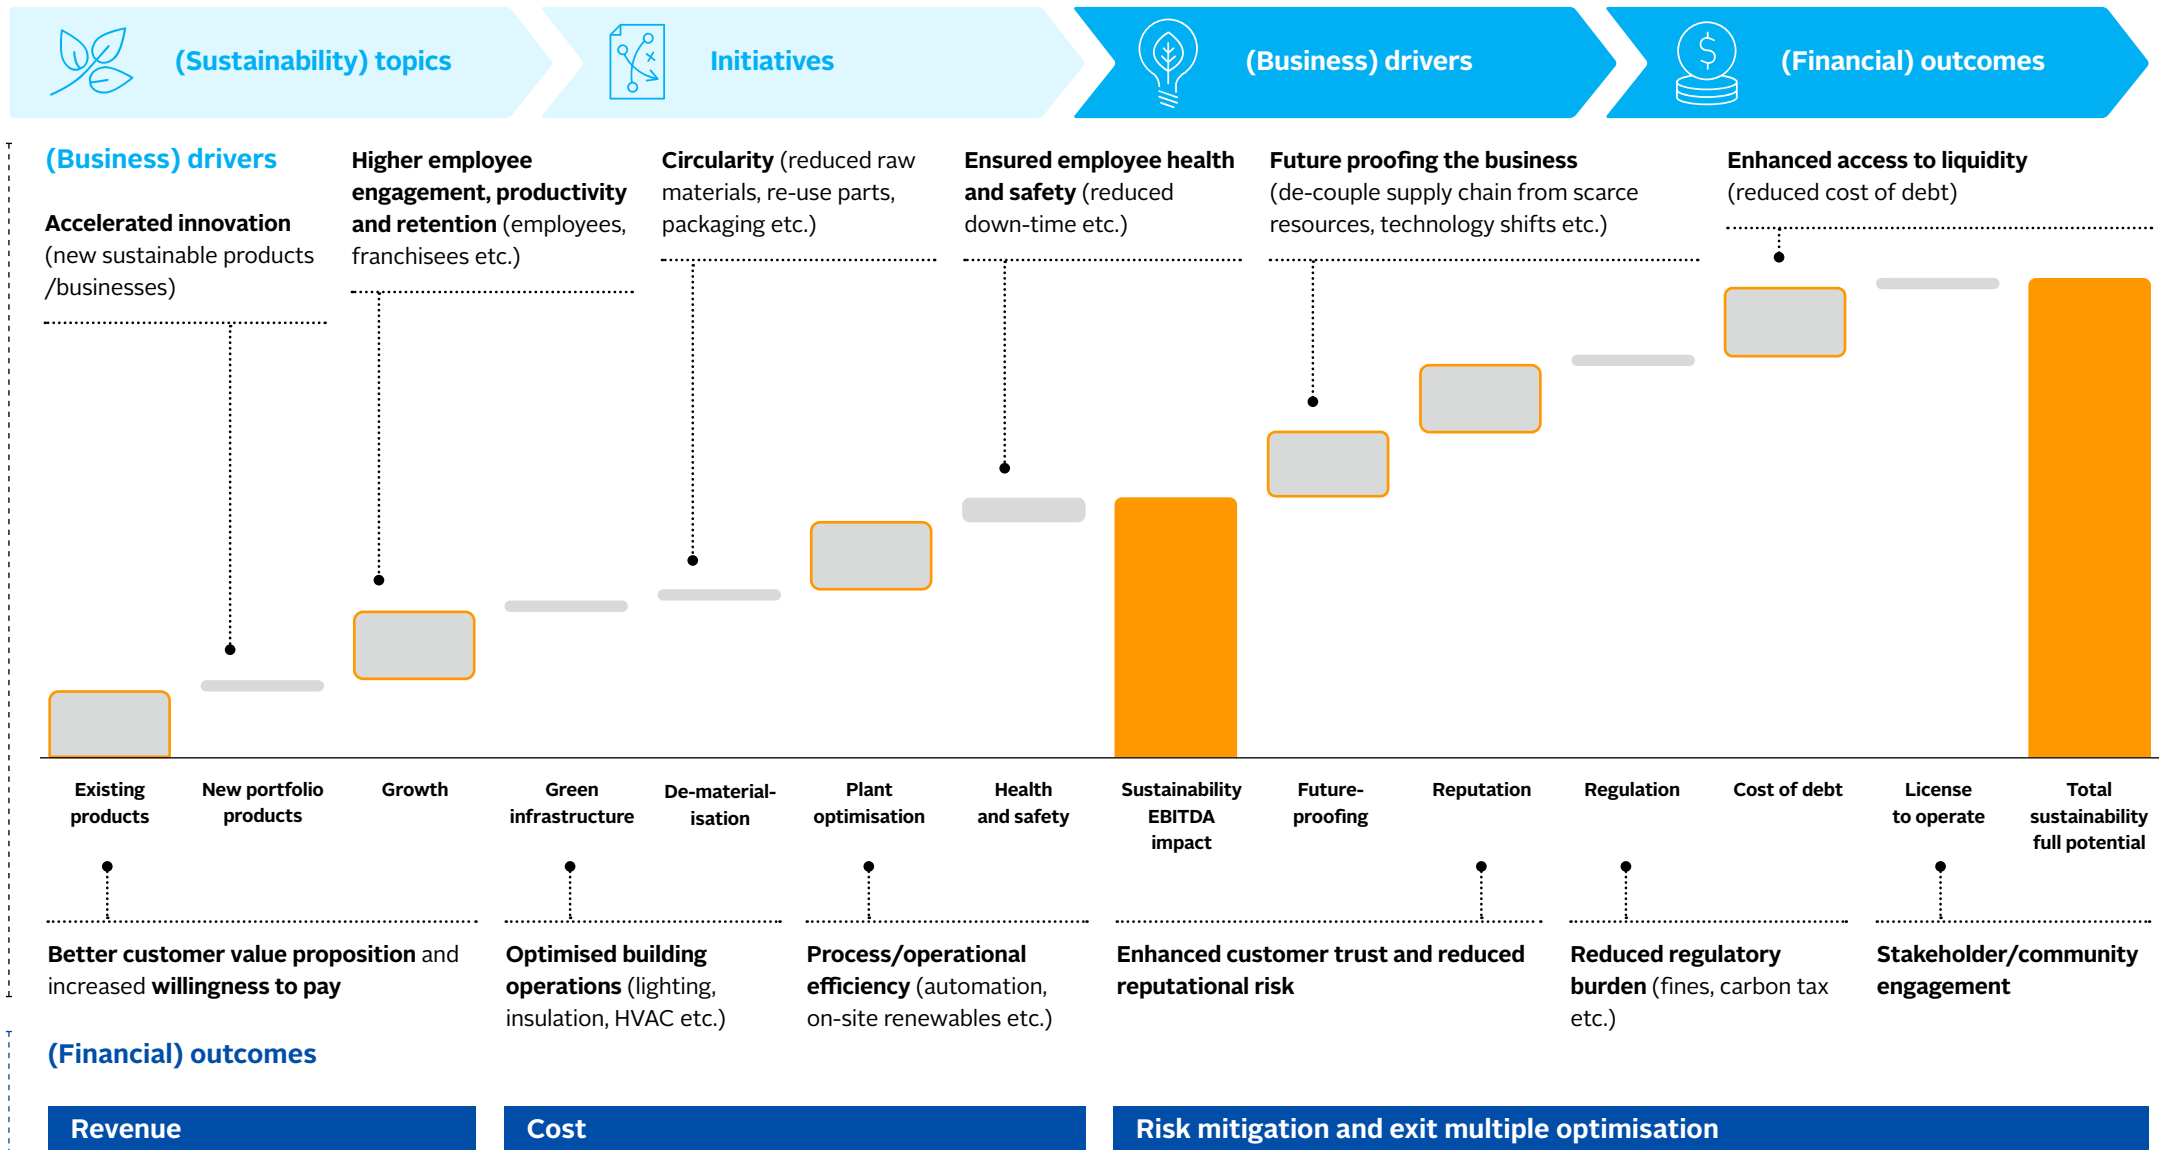 (Sustainability) topics
Initiatives
(Business) drivers
(Financial) outcomes
(Business) drivers
Accelerated innovation
(new sustainable products
/businesses)
Higher employee
engagement, productivity
and retention (employees,
franchisees etc.)
Circularity (reduced raw
materials, re-use parts,
packaging etc.)
Ensured employee health
and safety (reduced
down-time etc.)
Future proofing the business
(de-couple supply chain from scarce
resources, technology shifts etc.)
Enhanced access to liquidity
(reduced cost of debt)
Existing
products
New portfolio
products
Growth
Green
infrastructure
De-material-
isation
Plant
optimisation
Health
and safety
Sustainability
EBITDA
impact
Future-
proofing
Reputation
Regulation
Cost of debt
License
to operate
Total
sustainability
full potential
Better customer value proposition and
increased willingness to pay
Optimised building
operations (lighting,
insulation, HVAC etc.)
Process/operational
efficiency (automation,
on-site renewables etc.)
Enhanced customer trust and reduced
reputational risk
Reduced regulatory
burden (fines, carbon tax
etc.)
Stakeholder/community
engagement
(Financial) outcomes
Revenue
Cost
Risk mitigation and exit multiple optimisation